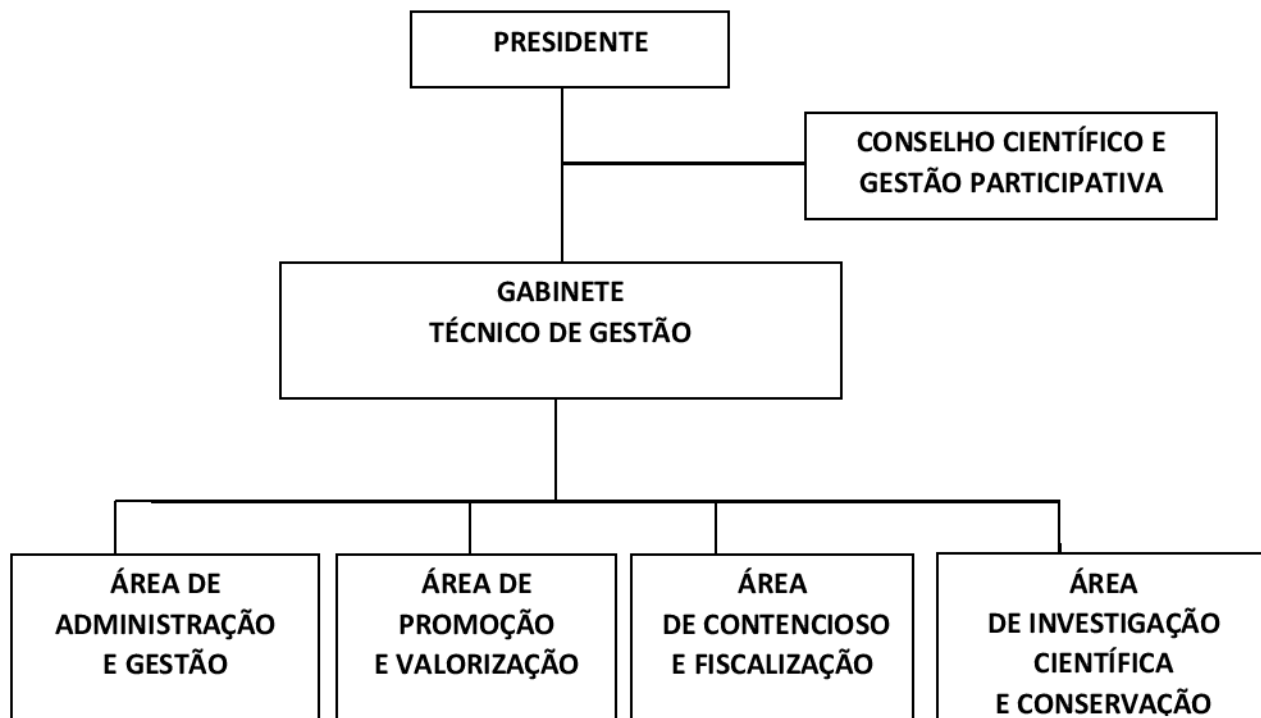 PRESIDENTE
CONSELHO CIENTÍFICO E
GESTÃO PARTICIPATIVA
GABINETE
TÉCNICO DE GESTÃO
ÁREA DE
ADMINISTRAÇÃO
E GESTÃO
ÁREA DE
PROMOÇÃO
E VALORIZAÇÃO
ÁREA
DE CONTENCIOSO
E FISCALIZAÇÃO
ÁREA
DE INVESTIGAÇÃO
CIENTÍFICA
E CONSERVAÇÃO